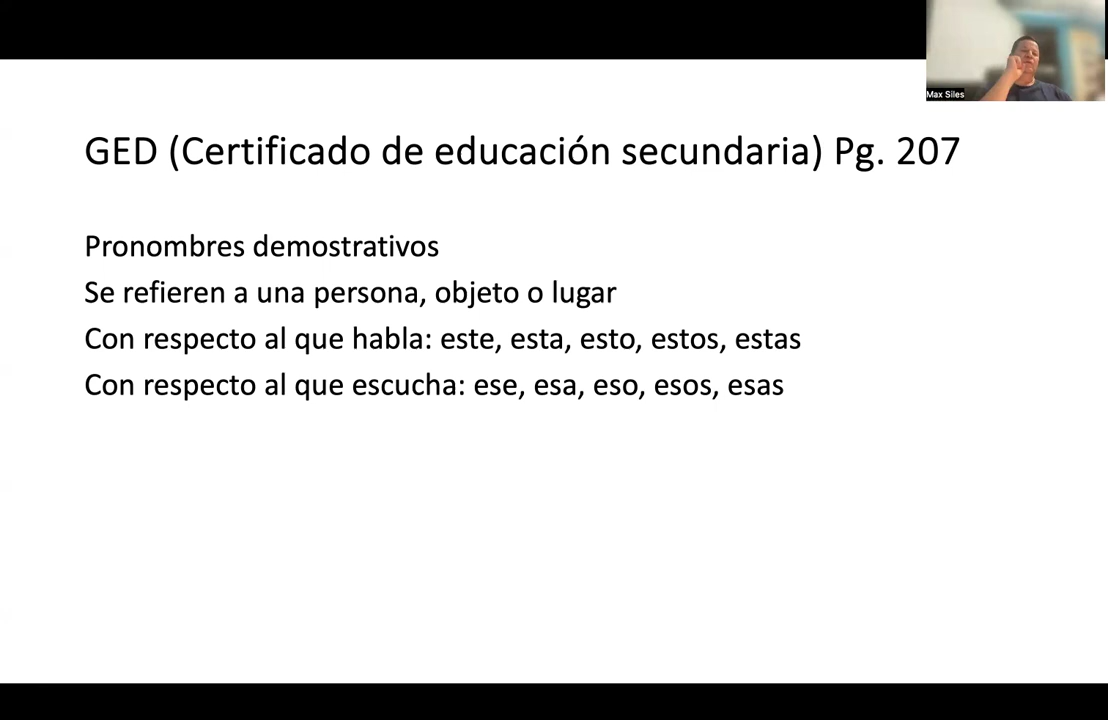 Max Siles
GED (Certificado de educación secundaria) Pg. 207
Pronombres demostrativos
Se refieren a una persona, objeto o lugar
Con respecto al que habla: este, esta, esto, estos, estas
Con respecto al que escucha: ese, esa, eso, esos, esas